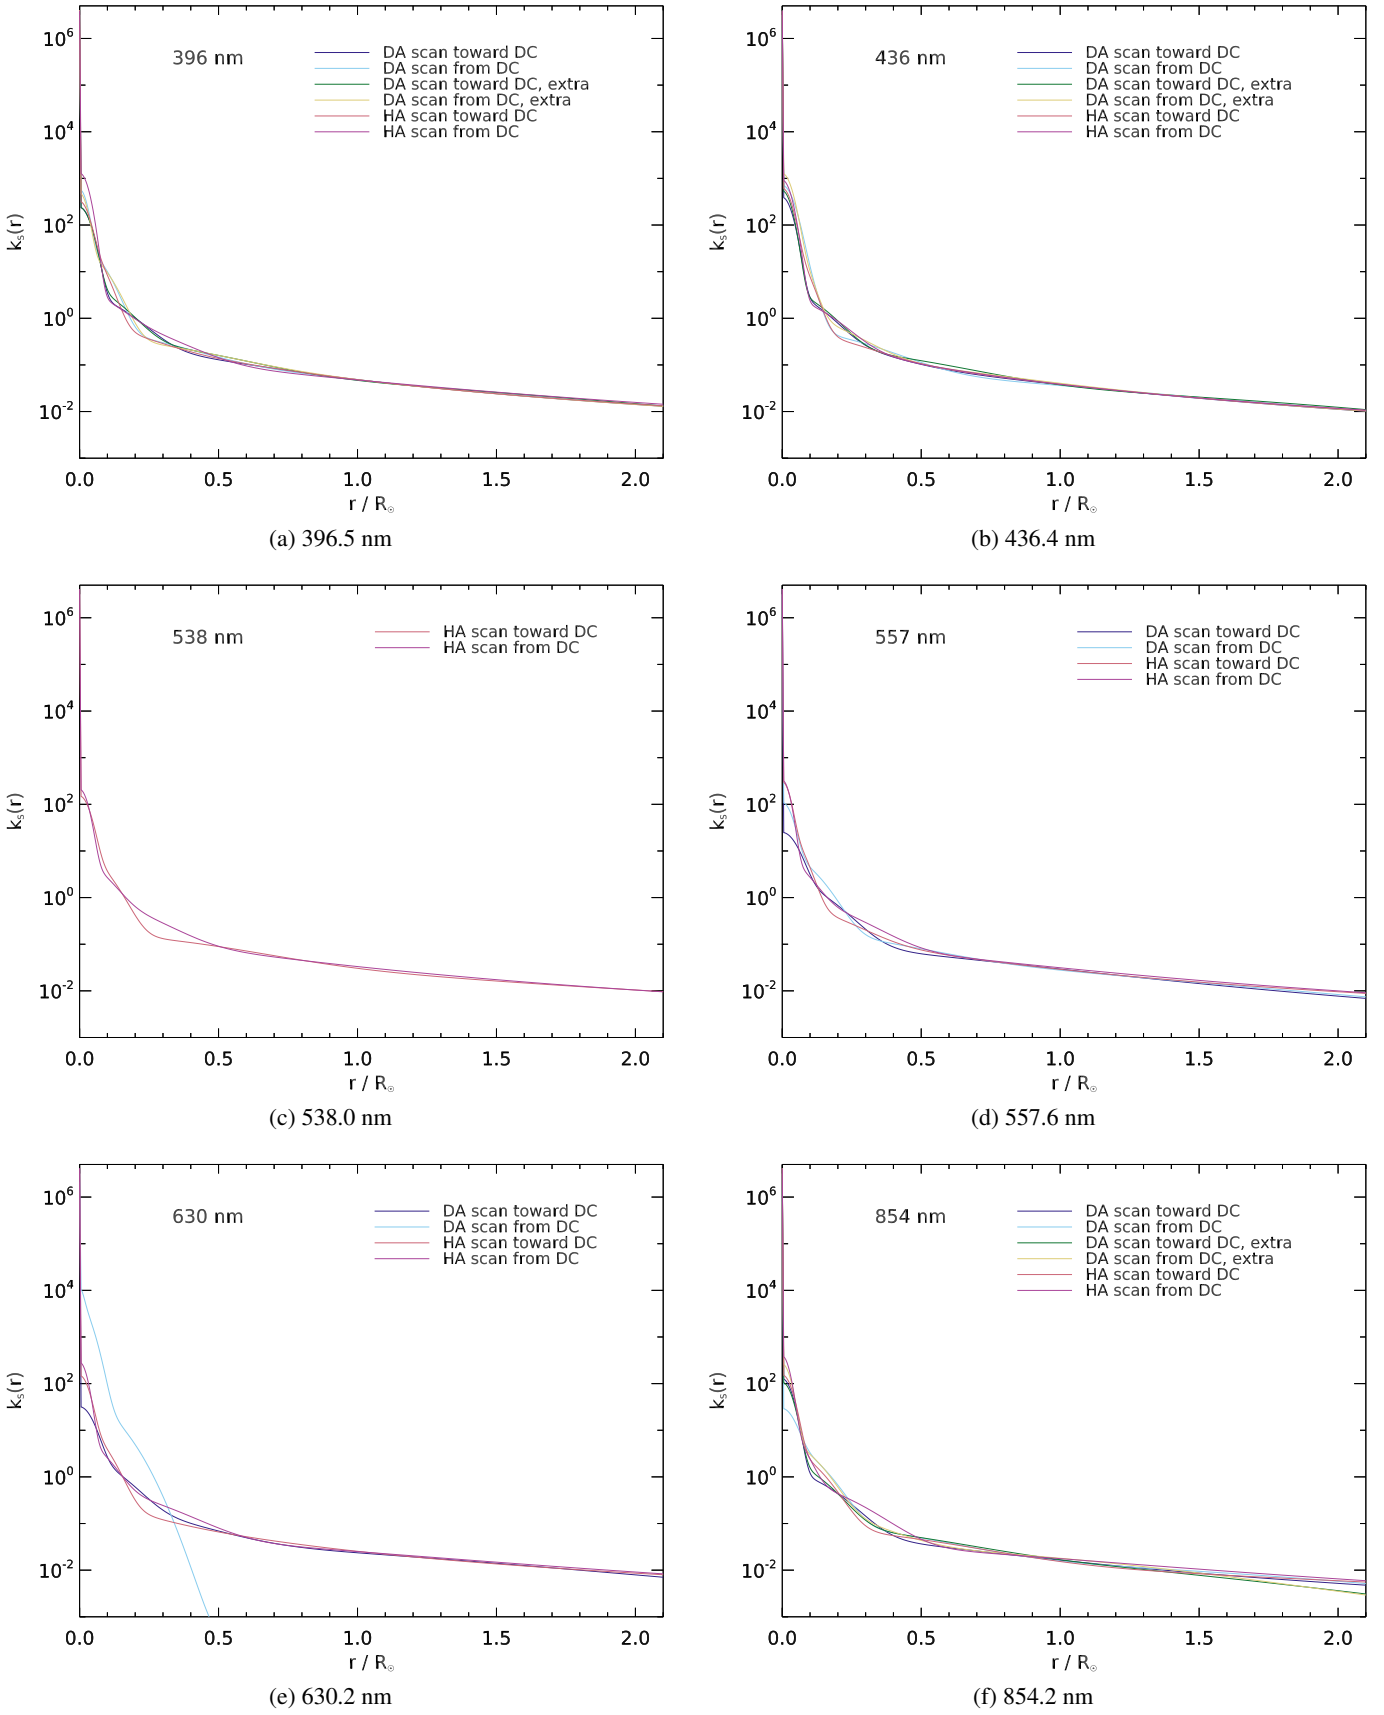 10⁶
396 nm
DA scan toward DC
DA scan from DC
DA scan toward DC, extra
DA scan from DC, extra
HA scan toward DC
HA scan from DC
10⁴
10²
10⁰
10⁻²
kₛ(r)
0.0 0.5 1.0 1.5 2.0
r / R☉
(a) 396.5 nm
10⁶
436 nm
DA scan toward DC
DA scan from DC
DA scan toward DC, extra
DA scan from DC, extra
HA scan toward DC
HA scan from DC
10⁴
10²
10⁰
10⁻²
kₛ(r)
0.0 0.5 1.0 1.5 2.0
r / R☉
(b) 436.4 nm
10⁶
538 nm
HA scan toward DC
HA scan from DC
10⁴
10²
10⁰
10⁻²
kₛ(r)
0.0 0.5 1.0 1.5 2.0
r / R☉
(c) 538.0 nm
10⁶
557 nm
DA scan toward DC
DA scan from DC
HA scan toward DC
HA scan from DC
10⁴
10²
10⁰
10⁻²
kₛ(r)
0.0 0.5 1.0 1.5 2.0
r / R☉
(d) 557.6 nm
10⁶
630 nm
DA scan toward DC
DA scan from DC
HA scan toward DC
HA scan from DC
10⁴
10²
10⁰
10⁻²
kₛ(r)
0.0 0.5 1.0 1.5 2.0
r / R☉
(e) 630.2 nm
10⁶
854 nm
DA scan toward DC
DA scan from DC
DA scan toward DC, extra
DA scan from DC, extra
HA scan toward DC
HA scan from DC
10⁴
10²
10⁰
10⁻²
kₛ(r)
0.0 0.5 1.0 1.5 2.0
r / R☉
(f) 854.2 nm